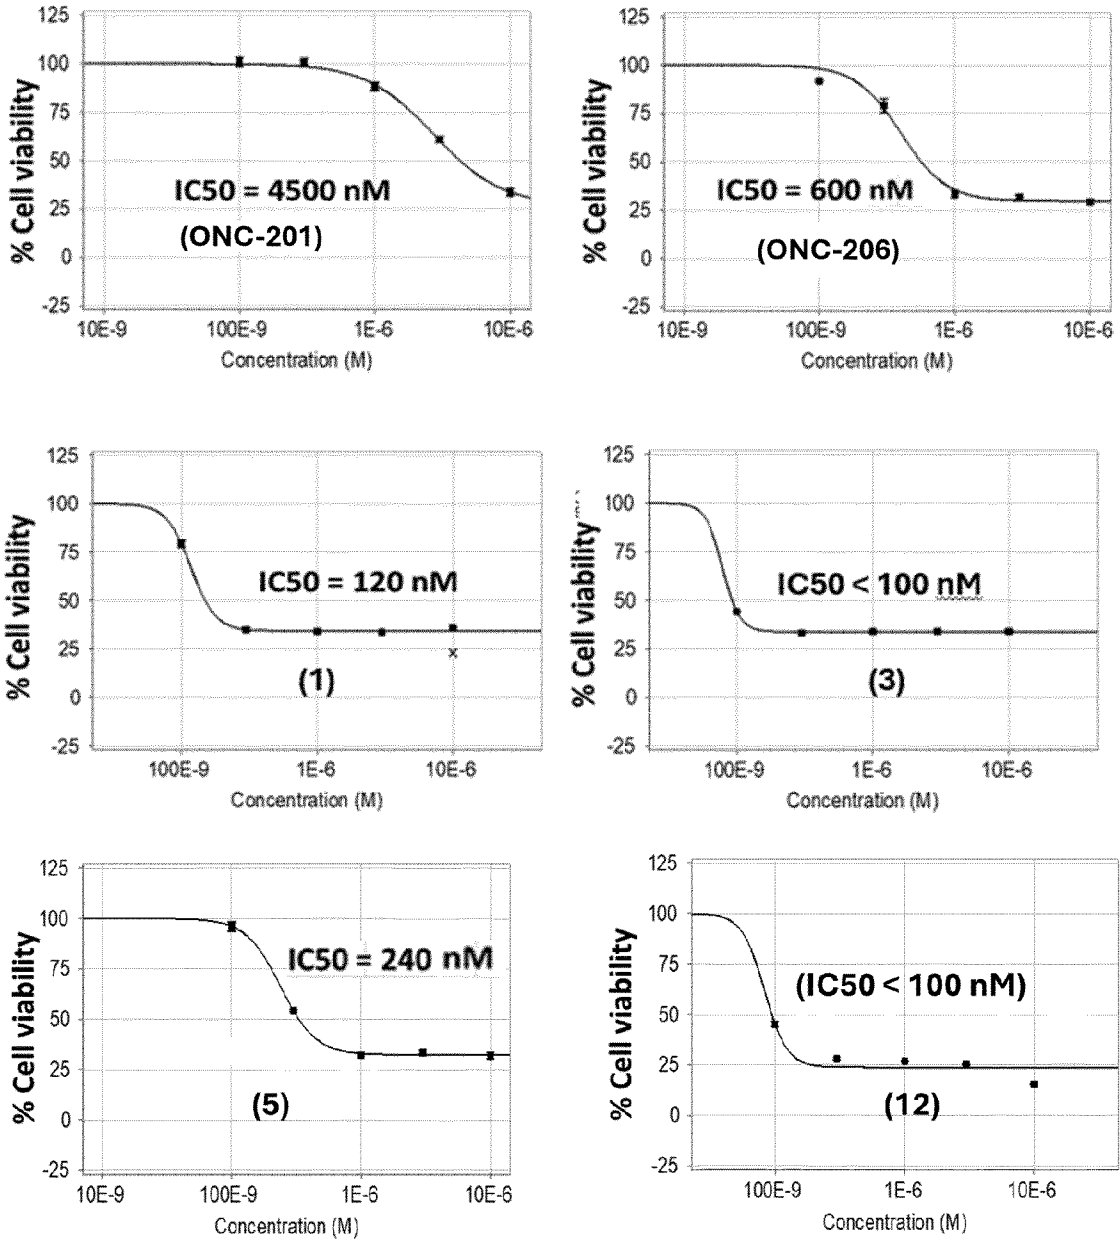 125
100
75
50
25
0
-25
% Cell viability
IC50 = 4500 nM
(ONC-201)
10E-9 100E-9 1E-6 10E-6
Concentration (M)
125
100
75
50
25
0
-25
% Cell viability
IC50 = 600 nM
(ONC-206)
10E-9 100E-9 1E-6 10E-6
Concentration (M)
125
100
75
50
25
0
-25
% Cell viability
IC50 = 120 nM
x
(1)
100E-9 1E-6 10E-6
Concentration (M)
125
100
75
50
25
0
-25
% Cell viability
IC50 < 100 nM
(3)
100E-9 1E-6 10E-6
Concentration (M)
125
100
75
50
25
0
-25
% Cell viability
IC50 = 240 nM
(5)
10E-9 100E-9 1E-6 10E-6
Concentration (M)
125
100
75
50
25
0
-25
% Cell viability
(IC50 < 100 nM)
(12)
100E-9 1E-6 10E-6
Concentration (M)